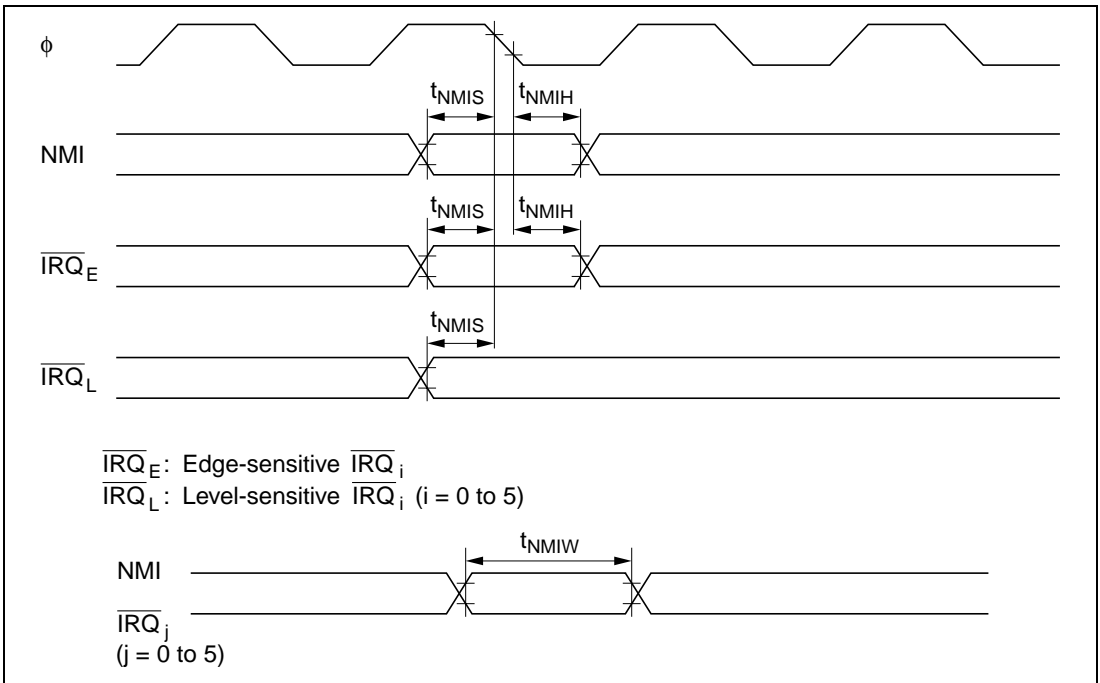 ϕ
tNMIS tNMIH
NMI
tNMIS tNMIH
IRQE
tNMIS
IRQL
IRQE: Edge-sensitive IRQi
IRQL: Level-sensitive IRQi (i = 0 to 5)
tNMIW
NMI
IRQj
(j = 0 to 5)